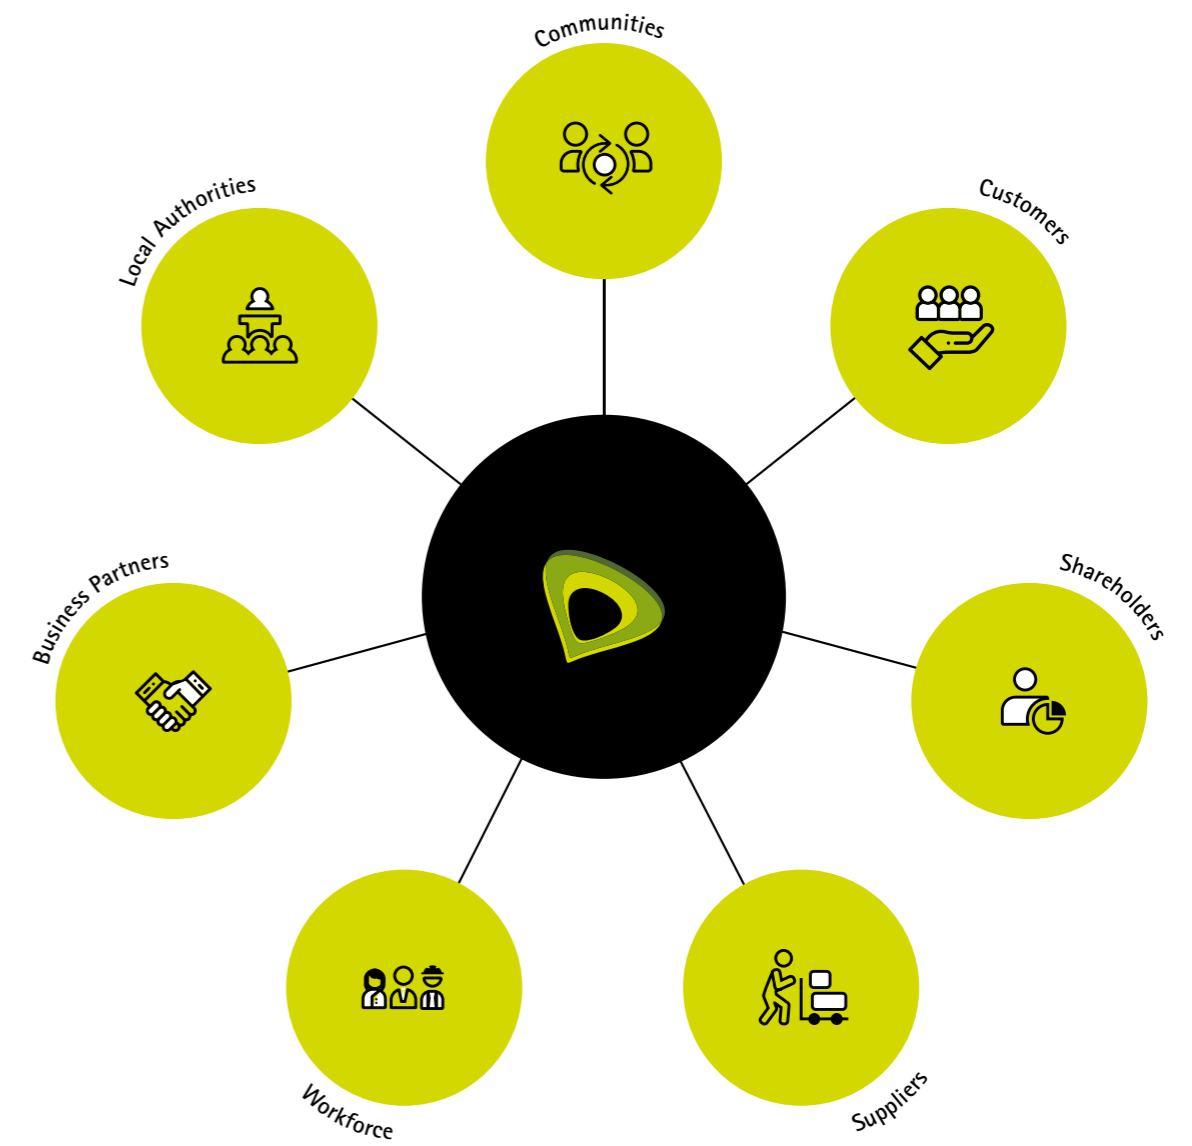 Communities
Customers
Local Authorities
Shareholders
Business Partners
Suppliers
Workforce